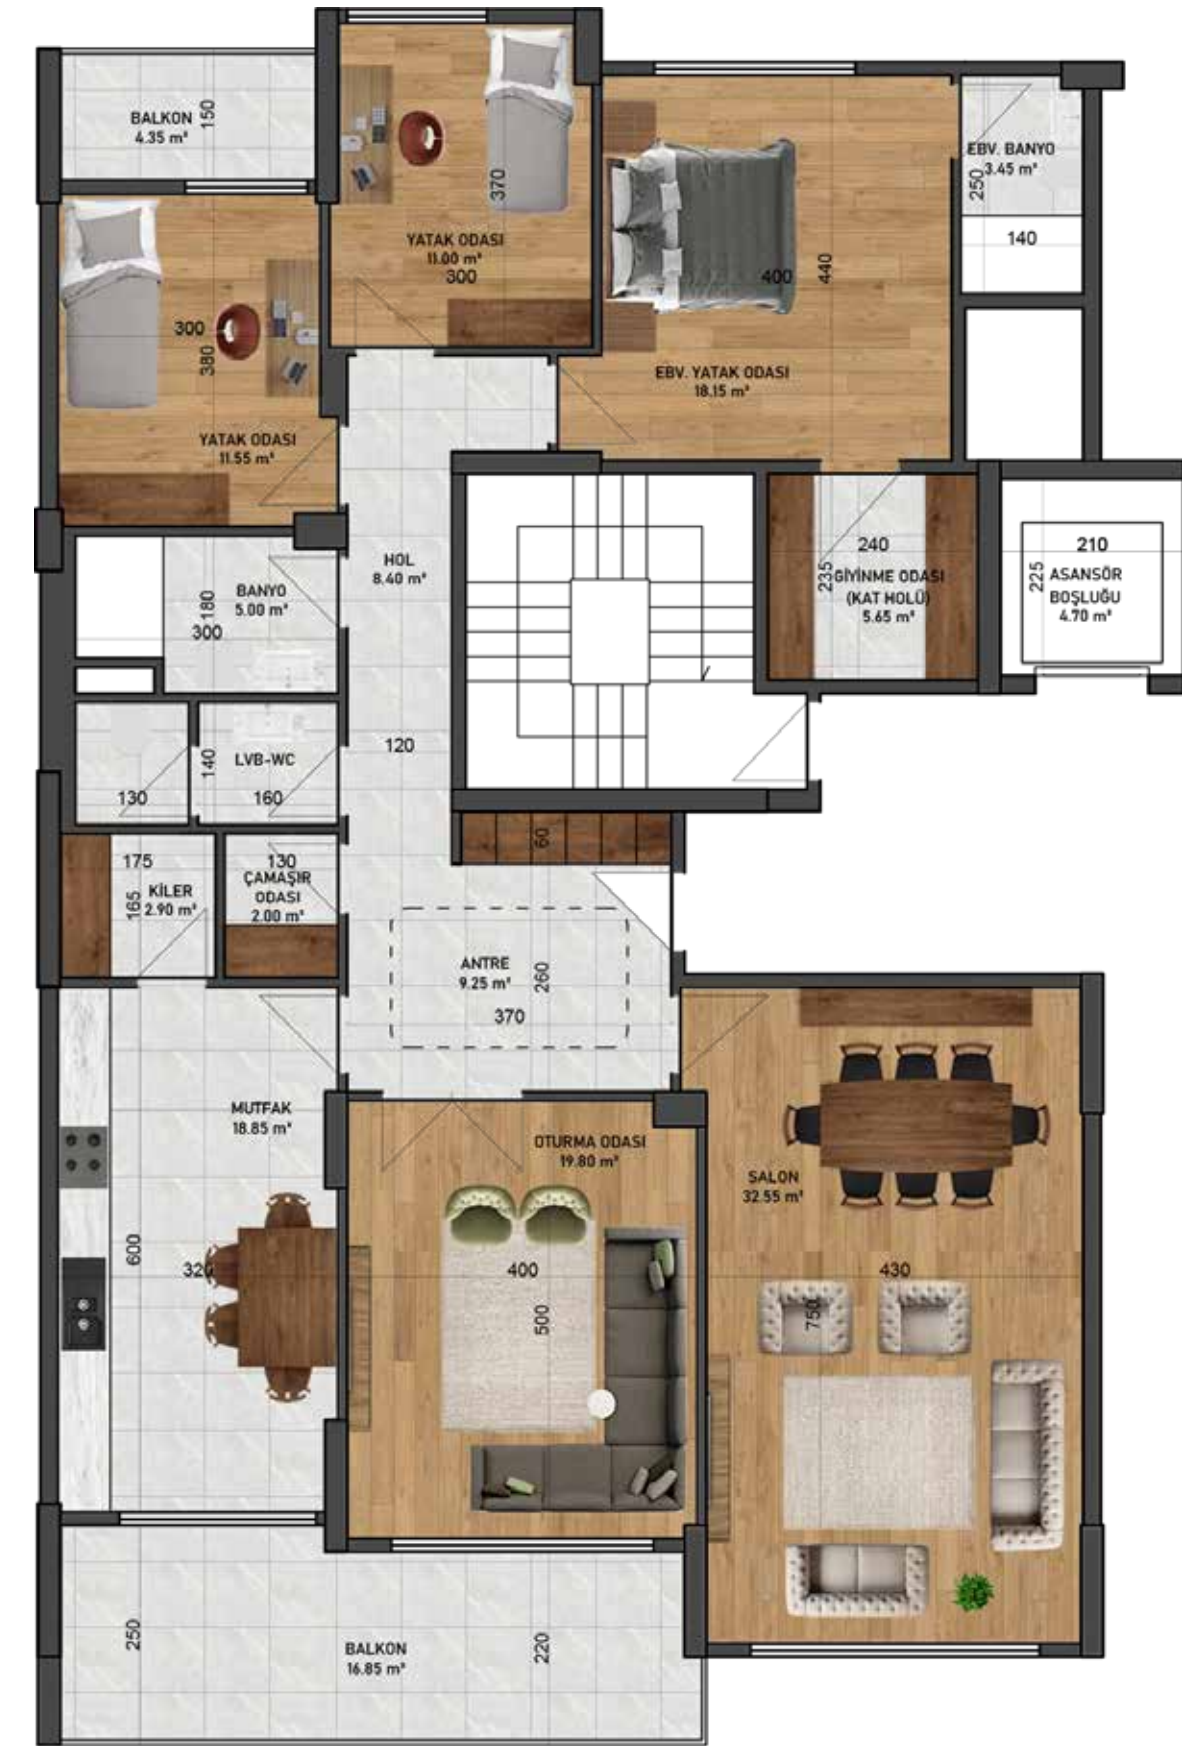 BALKON
4.35 m²
150
YATAK ODASI
11.00 m²
300
370
EBV. BANYO
3.45 m²
250
140
400
440
EBV. YATAK ODASI
18.15 m²
300
380
YATAK ODASI
11.55 m²
HOL
8.40 m²
BANYO
5.00 m²
180
300
240
235
GİYİNME ODASI
(KAT HOLÜ)
5.65 m²
210
225
ASANSÖR
BOŞLUĞU
4.70 m²
120
LVB-WC
140
130
160
60
175
165
KİLER
2.90 m²
130
ÇAMAŞIR
ODASI
2.00 m²
ANTRE
9.25 m²
260
370
MUTFAK
18.85 m²
600
320
OTURMA ODASI
19.80 m²
400
500
SALON
32.55 m²
430
750
250
BALKON
16.85 m²
220